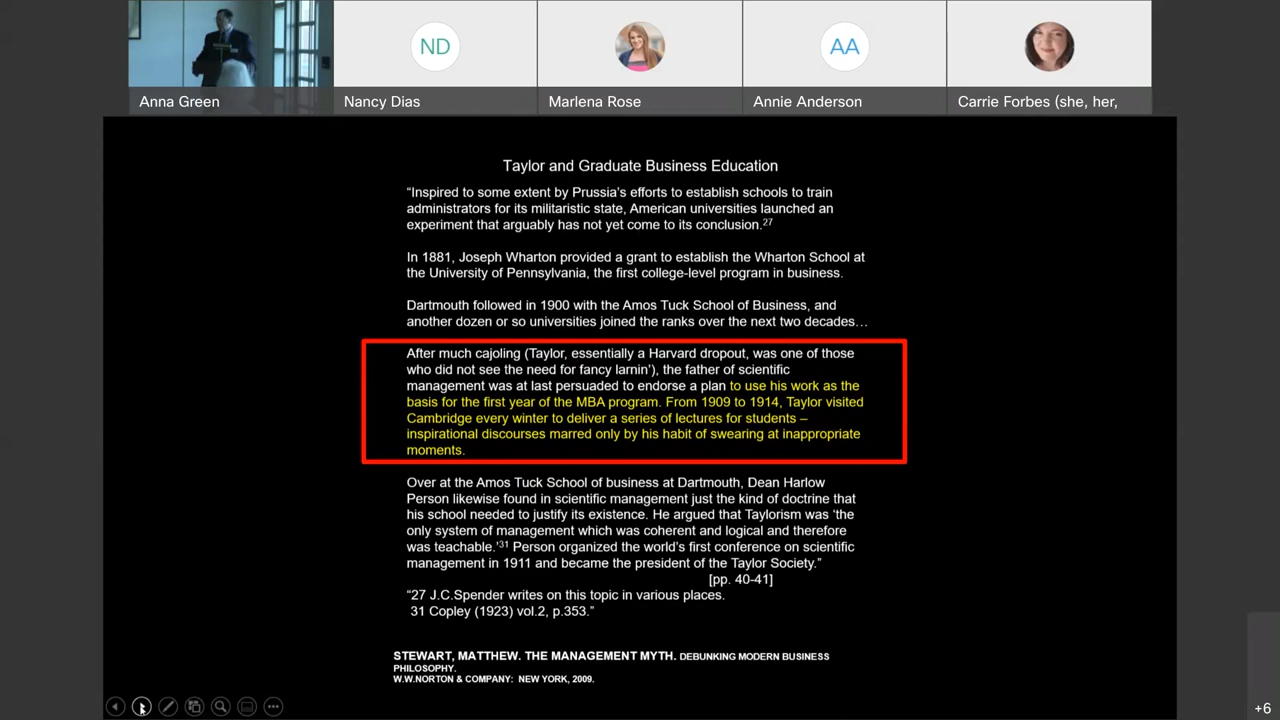 ND
AA
Anna Green
Nancy Dias
Marlena Rose
Annie Anderson
Carrie Forbes (she, her,
Taylor and Graduate Business Education
“Inspired to some extent by Prussia’s efforts to establish schools to train
administrators for its militaristic state, American universities launched an
experiment that arguably has not yet come to its conclusion.27
In 1881, Joseph Wharton provided a grant to establish the Wharton School at
the University of Pennsylvania, the first college-level program in business.
Dartmouth followed in 1900 with the Amos Tuck School of Business, and
another dozen or so universities joined the ranks over the next two decades…
After much cajoling (Taylor, essentially a Harvard dropout, was one of those
who did not see the need for fancy larnin’), the father of scientific
management was at last persuaded to endorse a plan to use his work as the
basis for the first year of the MBA program. From 1909 to 1914, Taylor visited
Cambridge every winter to deliver a series of lectures for students –
inspirational discourses marred only by his habit of swearing at inappropriate
moments.
Over at the Amos Tuck School of business at Dartmouth, Dean Harlow
Person likewise found in scientific management just the kind of doctrine that
his school needed to justify its existence. He argued that Taylorism was ‘the
only system of management which was coherent and logical and therefore
was teachable.’31 Person organized the world’s first conference on scientific
management in 1911 and became the president of the Taylor Society.”
[pp. 40-41]
“27 J.C.Spender writes on this topic in various places.
31 Copley (1923) vol.2, p.353.”
STEWART, MATTHEW. THE MANAGEMENT MYTH. DEBUNKING MODERN BUSINESS
PHILOSOPHY.
W.W.NORTON & COMPANY: NEW YORK, 2009.
+6